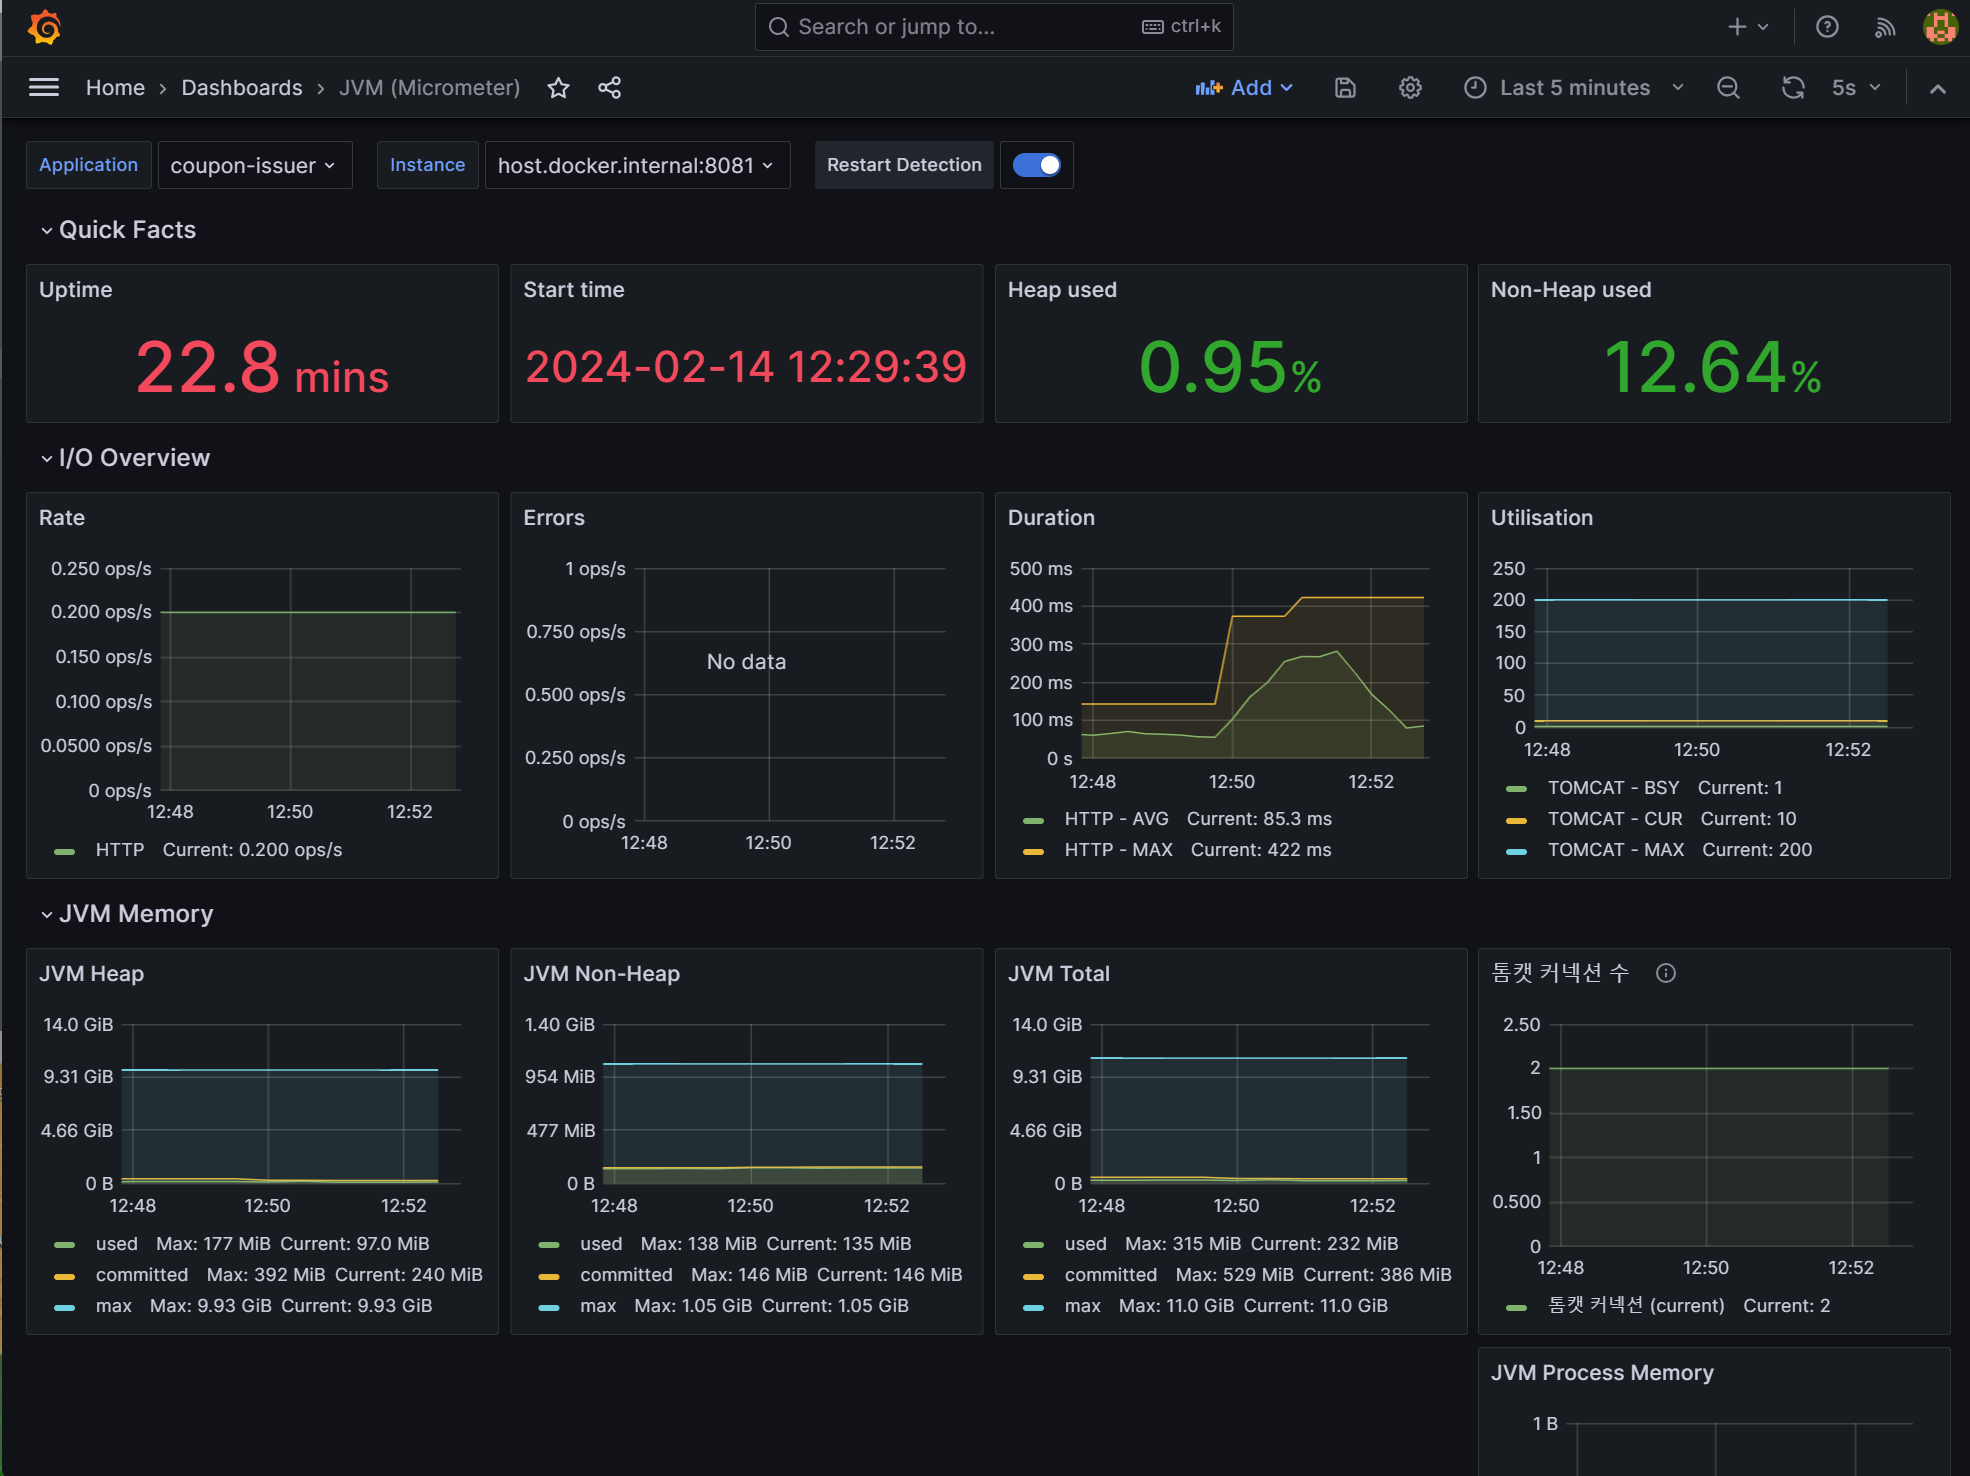 Search or jump to...
ctrl+k
Home › Dashboards › JVM (Micrometer)
Add
Last 5 minutes
5s
Application
coupon-issuer
Instance
host.docker.internal:8081
Restart Detection
Quick Facts
Uptime
22.8 mins
Start time
2024-02-14 12:29:39
Heap used
0.95%
Non-Heap used
12.64%
I/O Overview
Rate
0.250 ops/s
0.200 ops/s
0.150 ops/s
0.100 ops/s
0.0500 ops/s
0 ops/s
12:48 12:50 12:52
HTTP Current: 0.200 ops/s
Errors
1 ops/s
0.750 ops/s
No data
0.500 ops/s
0.250 ops/s
0 ops/s
12:48 12:50 12:52
Duration
500 ms
400 ms
300 ms
200 ms
100 ms
0 s
12:48 12:50 12:52
HTTP - AVG Current: 85.3 ms
HTTP - MAX Current: 422 ms
Utilisation
250
200
150
100
50
0
12:48 12:50 12:52
TOMCAT - BSY Current: 1
TOMCAT - CUR Current: 10
TOMCAT - MAX Current: 200
JVM Memory
JVM Heap
14.0 GiB
9.31 GiB
4.66 GiB
0 B
12:48 12:50 12:52
used Max: 177 MiB Current: 97.0 MiB
committed Max: 392 MiB Current: 240 MiB
max Max: 9.93 GiB Current: 9.93 GiB
JVM Non-Heap
1.40 GiB
954 MiB
477 MiB
0 B
12:48 12:50 12:52
used Max: 138 MiB Current: 135 MiB
committed Max: 146 MiB Current: 146 MiB
max Max: 1.05 GiB Current: 1.05 GiB
JVM Total
14.0 GiB
9.31 GiB
4.66 GiB
0 B
12:48 12:50 12:52
used Max: 315 MiB Current: 232 MiB
committed Max: 529 MiB Current: 386 MiB
max Max: 11.0 GiB Current: 11.0 GiB
톰캣 커넥션 수
2.50
2
1.50
1
0.500
0
12:48 12:50 12:52
톰캣 커넥션 (current) Current: 2
JVM Process Memory
1 B